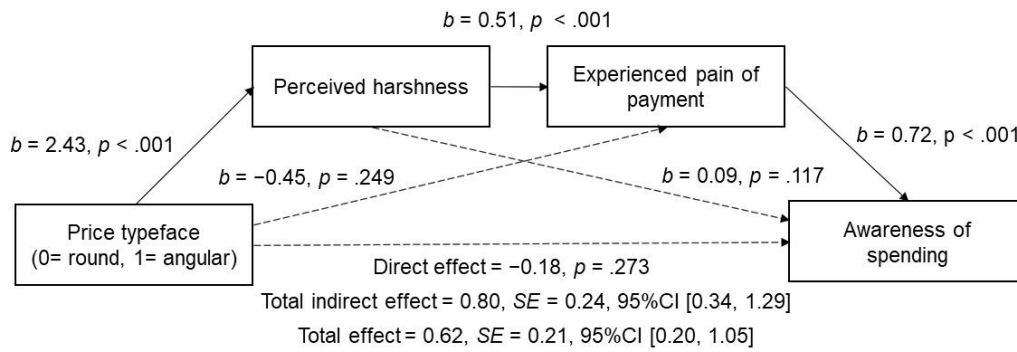 b = 0.51, p < .001
Perceived harshness
Experienced pain of
payment
b = 2.43, p < .001
b = 0.72, p < .001
b = −0.45, p = .249
b = 0.09, p = .117
Price typeface
(0= round, 1= angular)
Awareness of
spending
Direct effect = −0.18, p = .273
Total indirect effect = 0.80, SE = 0.24, 95%CI [0.34, 1.29]
Total effect = 0.62, SE = 0.21, 95%CI [0.20, 1.05]